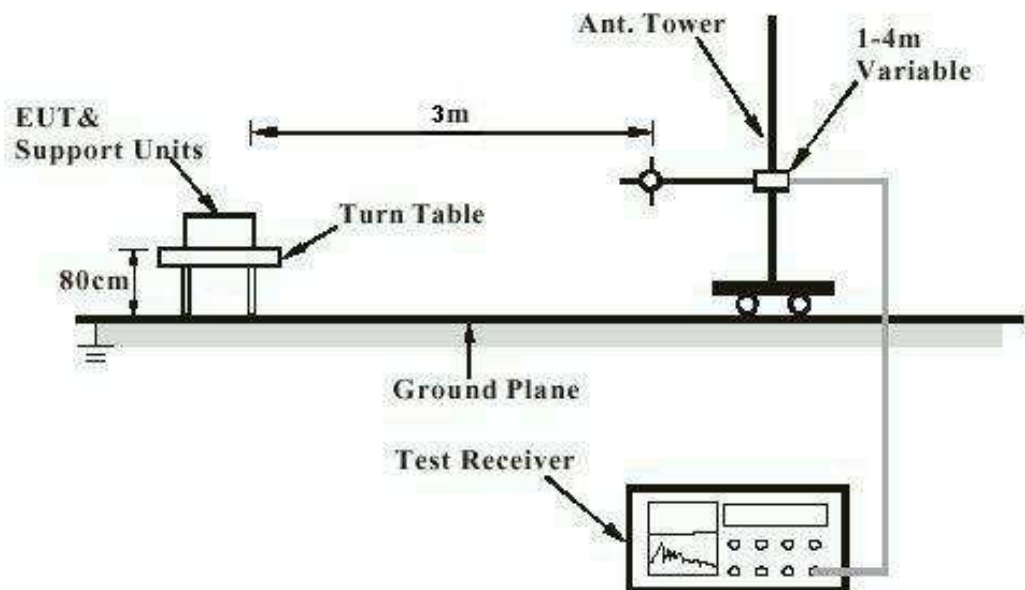 Ant. Tower
1-4m
Variable
3m
EUT&
Support Units
Turn Table
80cm
Ground Plane
Test Receiver